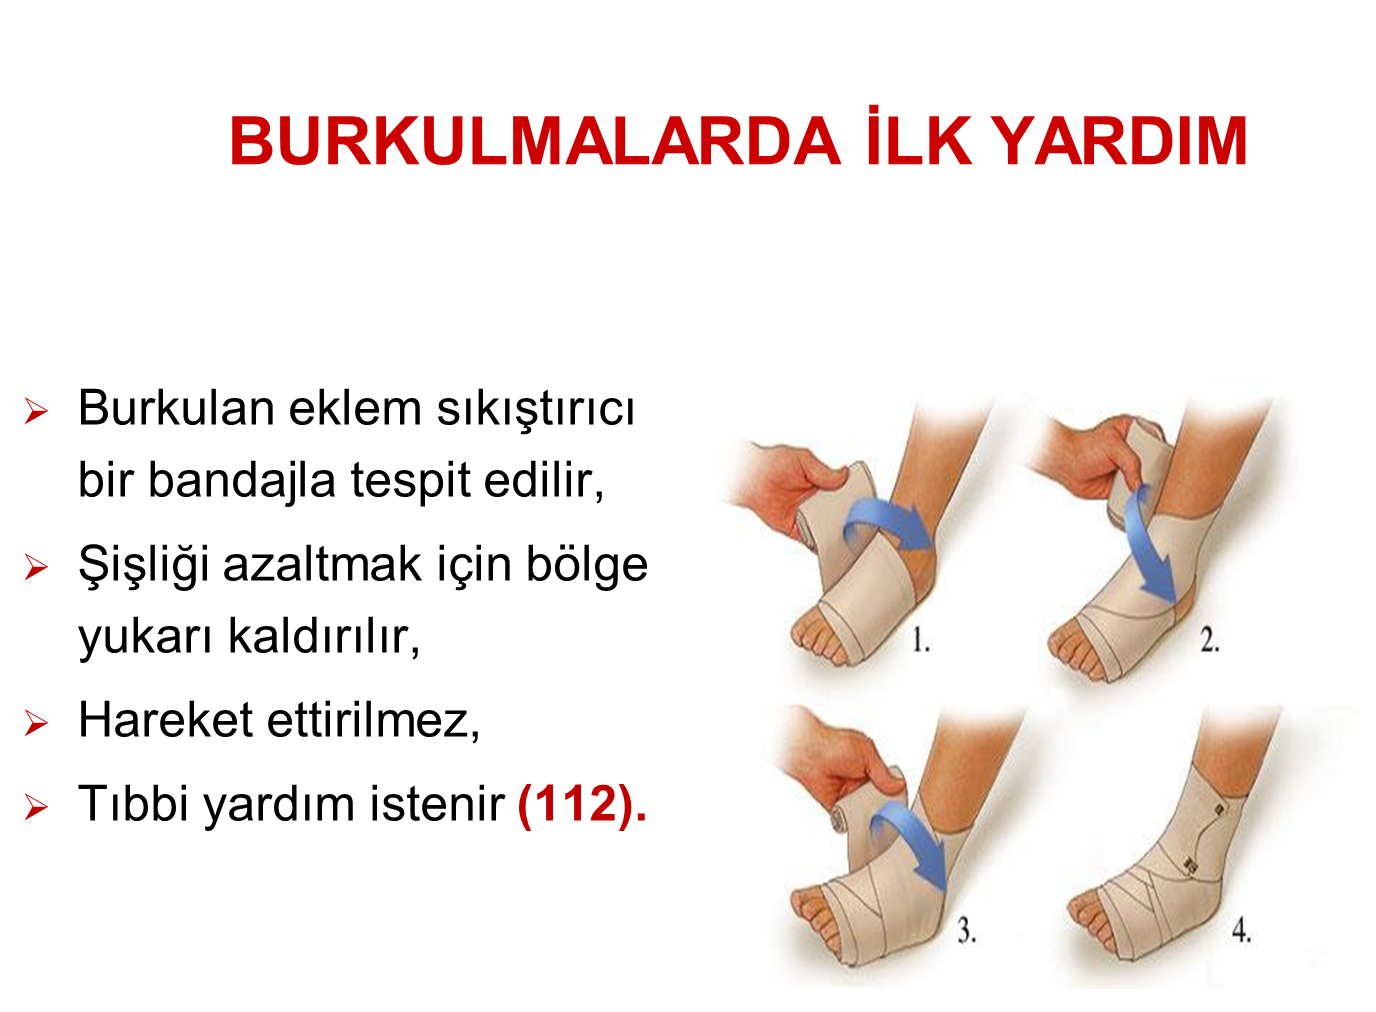 BURKULMALARDA İLK YARDIM
Burkulan eklem sıkıştırıcı
bir bandajla tespit edilir,
Şişliği azaltmak için bölge
yukarı kaldırılır,
Hareket ettirilmez,
Tıbbi yardım istenir (112).
1.
2.
3.
4.